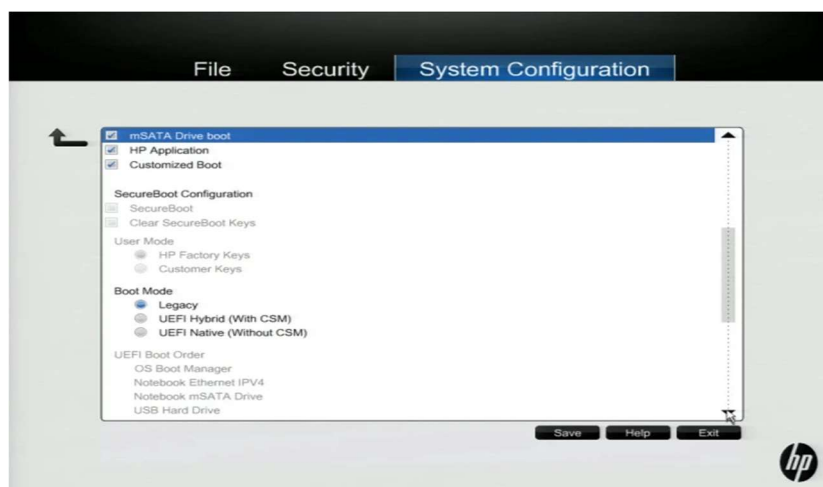 File Security System Configuration
mSATA Drive boot
HP Application
Customized Boot
SecureBoot Configuration
SecureBoot
Clear SecureBoot Keys
User Mode
HP Factory Keys
Customer Keys
Boot Mode
Legacy
UEFI Hybrid (With CSM)
UEFI Native (Without CSM)
UEFI Boot Order
OS Boot Manager
Notebook Ethernet IPV4
Notebook mSATA Drive
USB Hard Drive
Save Help Exit
hp